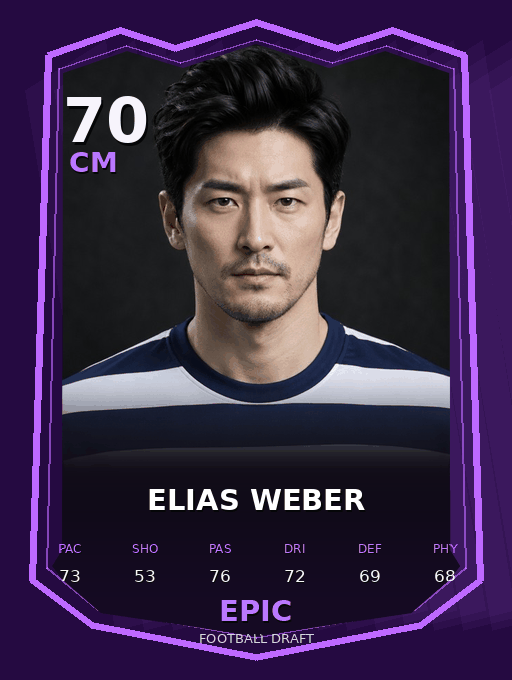 70
CM
ELIAS WEBER
PAC SHO PAS DRI DEF PHY
73 53 76 72 69 68
EPIC
FOOTBALL DRAFT